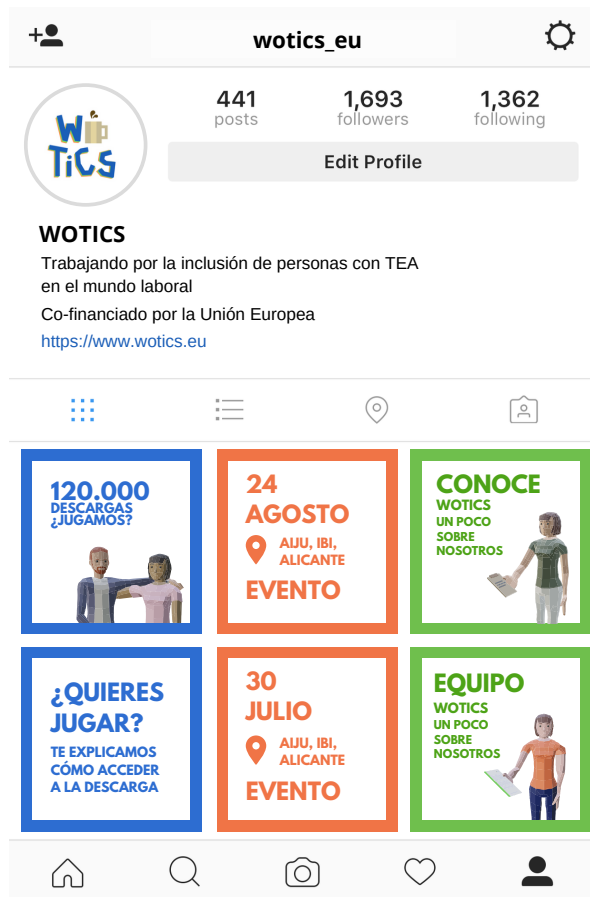 wotics_eu
441
1,693
1,362
posts
followers
following
Edit Profile
WOTICS
WOTICS
Trabajando por la inclusión de personas con TEA
en el mundo laboral
Co-financiado por la Unión Europea
https://www.wotics.eu
120.000
DESCARGAS
¿JUGAMOS?
24
AGOSTO
AIJU, IBI,
ALICANTE
EVENTO
CONOCE
WOTICS
UN POCO
SOBRE
NOSOTROS
¿QUIERES
JUGAR?
TE EXPLICAMOS
CÓMO ACCEDER
A LA DESCARGA
30
JULIO
AIJU, IBI,
ALICANTE
EVENTO
EQUIPO
WOTICS
UN POCO
SOBRE
NOSOTROS